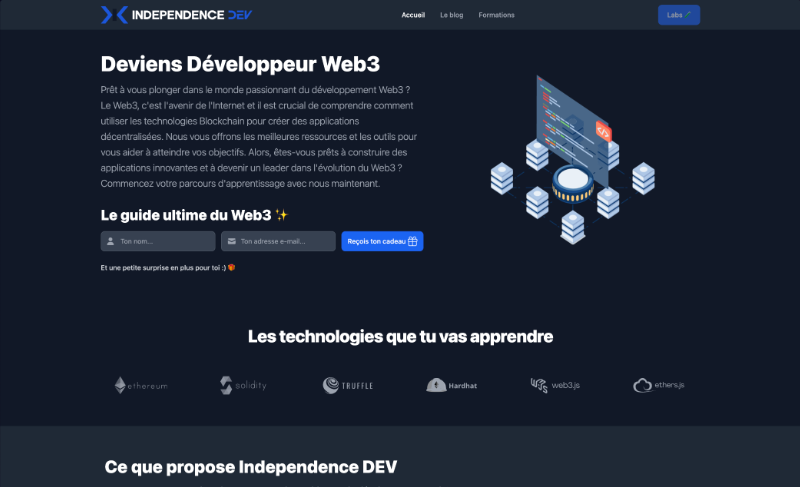 INDEPENDENCE DEV
Accueil
Le blog
Formations
Labs
Deviens Développeur Web3
Prêt à vous plonger dans le monde passionnant du développement Web3 ?
Le Web3, c'est l'avenir de l'Internet et il est crucial de comprendre comment
utiliser les technologies Blockchain pour créer des applications
décentralisées. Nous vous offrons les meilleures ressources et les outils pour
vous aider à atteindre vos objectifs. Alors, êtes-vous prêts à construire des
applications innovantes et à devenir un leader dans l'évolution du Web3 ?
Commencez votre parcours d'apprentissage avec nous maintenant.
Le guide ultime du Web3 ✨
Ton nom...
Ton adresse e-mail...
Reçois ton cadeau
Et une petite surprise en plus pour toi :) 🎁
Les technologies que tu vas apprendre
ethereum
solidity
TRUFFLE
Hardhat
web3.js
ethers.js
Ce que propose Independence DEV